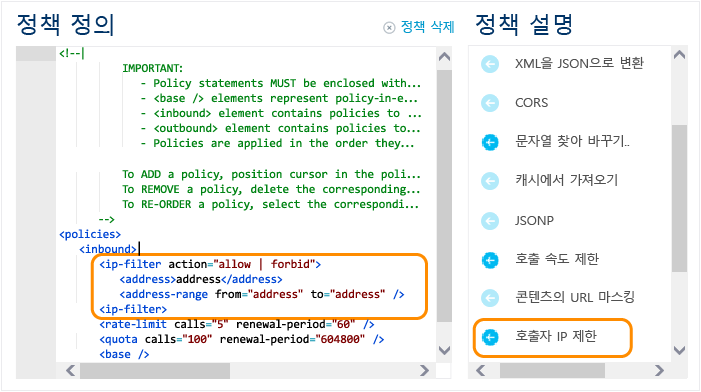 정책 정의
정책 삭제
<!--
IMPORTANT:
- Policy statements MUST be enclosed with...
- <base /> elements represent policy-in-e...
- <inbound> element contains policies to ...
- <outbound> element contains policies to...
- Policies are applied in the order they...
To ADD a policy, position cursor in the poli...
To REMOVE a policy, delete the corresponding...
To RE-ORDER a policy, select the correspondi...
-->
<policies>
<inbound>
<ip-filter action="allow | forbid">
<address>address</address>
<address-range from="address" to="address" />
<ip-filter>
<rate-limit calls="5" renewal-period="60" />
<quota calls="100" renewal-period="604800" />
<base />
정책 설명
XML을 JSON으로 변환
CORS
문자열 찾아 바꾸기..
캐시에서 가져오기
JSONP
호출 속도 제한
콘텐츠의 URL 마스킹
호출자 IP 제한